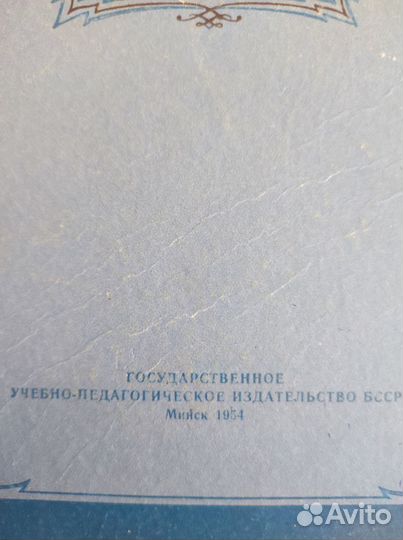 ГОСУДАРСТВЕННОЕ
УЧЕБНО-ПЕДАГОГИЧЕСКОЕ ИЗДАТЕЛЬСТВО БССР
Минск 1954
Avito